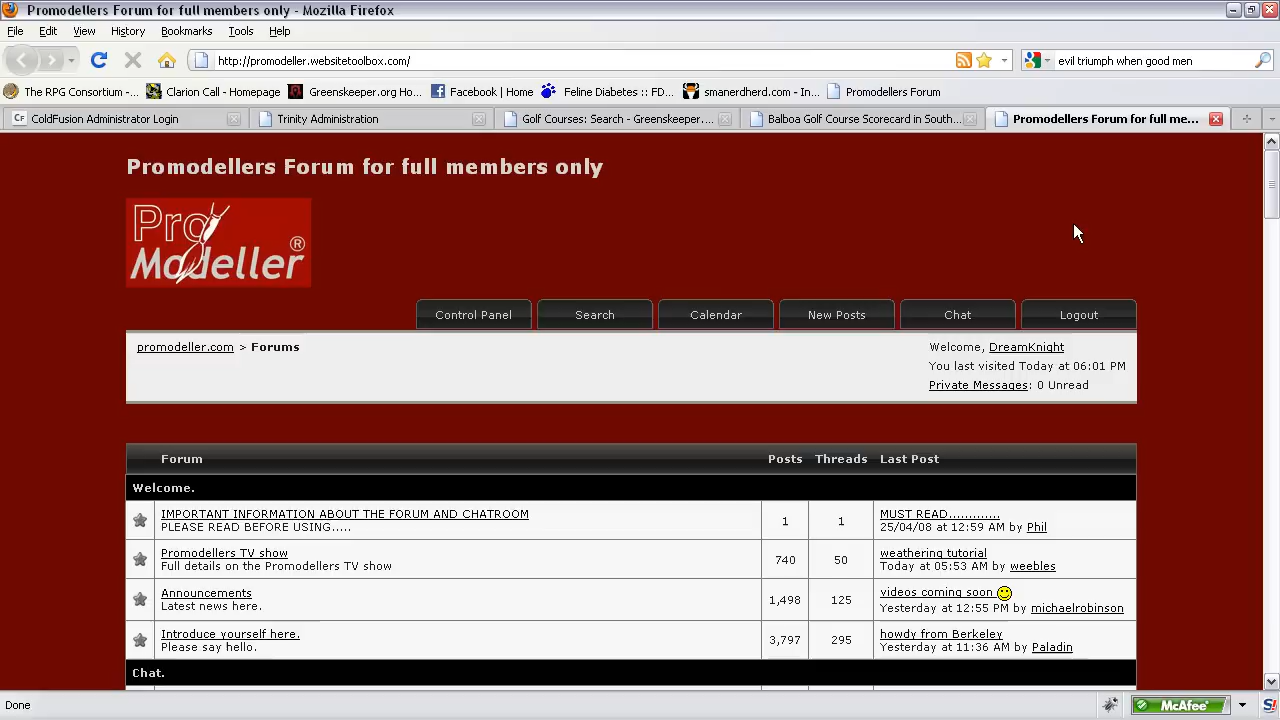 Promodellers Forum for full members only - Mozilla Firefox
File Edit View History Bookmarks Tools Help
http://promodeller.websitetoolbox.com/
evil triumph when good men
The RPG Consortium -... Clarion Call - Homepage Greenskeeper.org Ho... Facebook | Home Feline Diabetes :: FD... smanerdherd.com - In... Promodellers Forum
CF ColdFusion Administrator Login Trinity Administration Golf Courses: Search - Greenskeeper.... Balboa Golf Course Scorecard in South... Promodellers Forum for full me...
Promodellers Forum for full members only
Pro
Modeller ®
Control Panel Search Calendar New Posts Chat Logout
promodeller.com > Forums
Welcome, DreamKnight
You last visited Today at 06:01 PM
Private Messages: 0 Unread
Forum Posts Threads Last Post
Welcome.
IMPORTANT INFORMATION ABOUT THE FORUM AND CHATROOM
PLEASE READ BEFORE USING.....
1 1
MUST READ............
25/04/08 at 12:59 AM by Phil
Promodellers TV show
Full details on the Promodellers TV show
740 50
weathering tutorial
Today at 05:53 AM by weebles
Announcements
Latest news here.
1,498 125
videos coming soon
Yesterday at 12:55 PM by michaelrobinson
Introduce yourself here.
Please say hello.
3,797 295
howdy from Berkeley
Yesterday at 11:36 AM by Paladin
Chat.
Done
McAfee